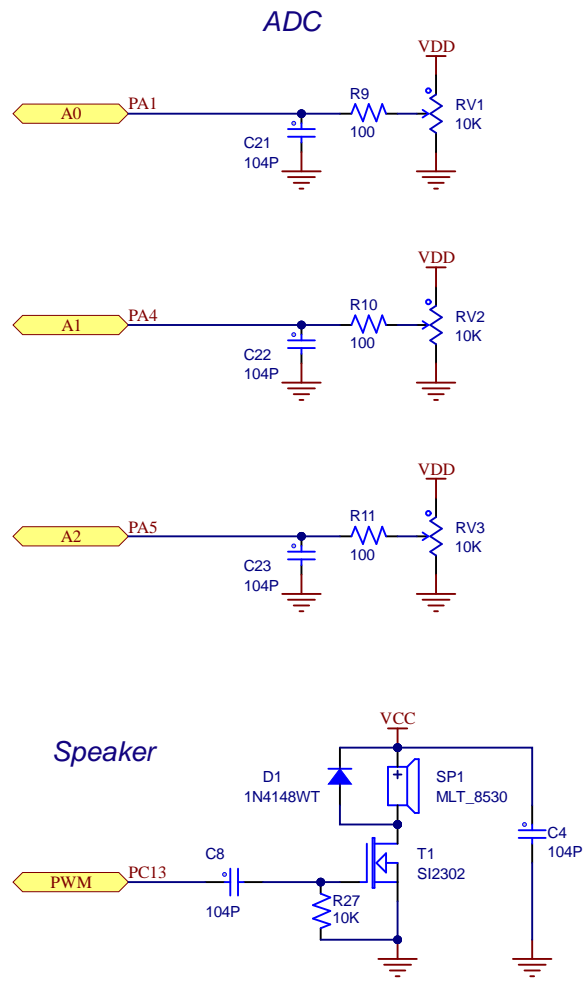 ADC
VDD
A0 PA1
R9
100
C21
104P
RV1
10K
VDD
A1 PA4
R10
100
C22
104P
RV2
10K
VDD
A2 PA5
R11
100
C23
104P
RV3
10K
Speaker
VCC
D1
1N4148WT
SP1
MLT_8530
C4
104P
T1
SI2302
PWM PC13
C8
104P
R27
10K